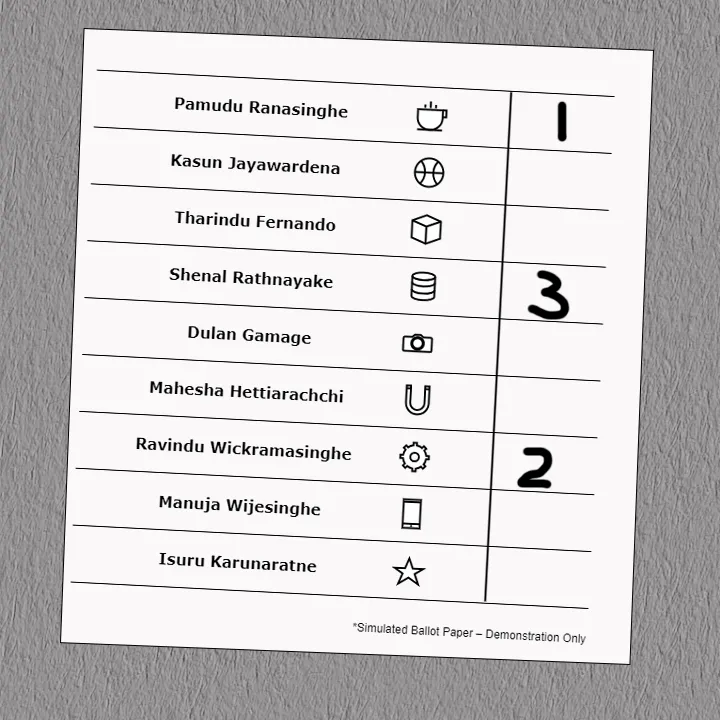 Pamudu Ranasinghe 1
Kasun Jayawardena
Tharindu Fernando
Shenal Rathnayake 3
Dulan Gamage
Mahesha Hettiarachchi
Ravindu Wickramasinghe 2
Manuja Wijesinghe
Isuru Karunaratne
*Simulated Ballot Paper – Demonstration Only